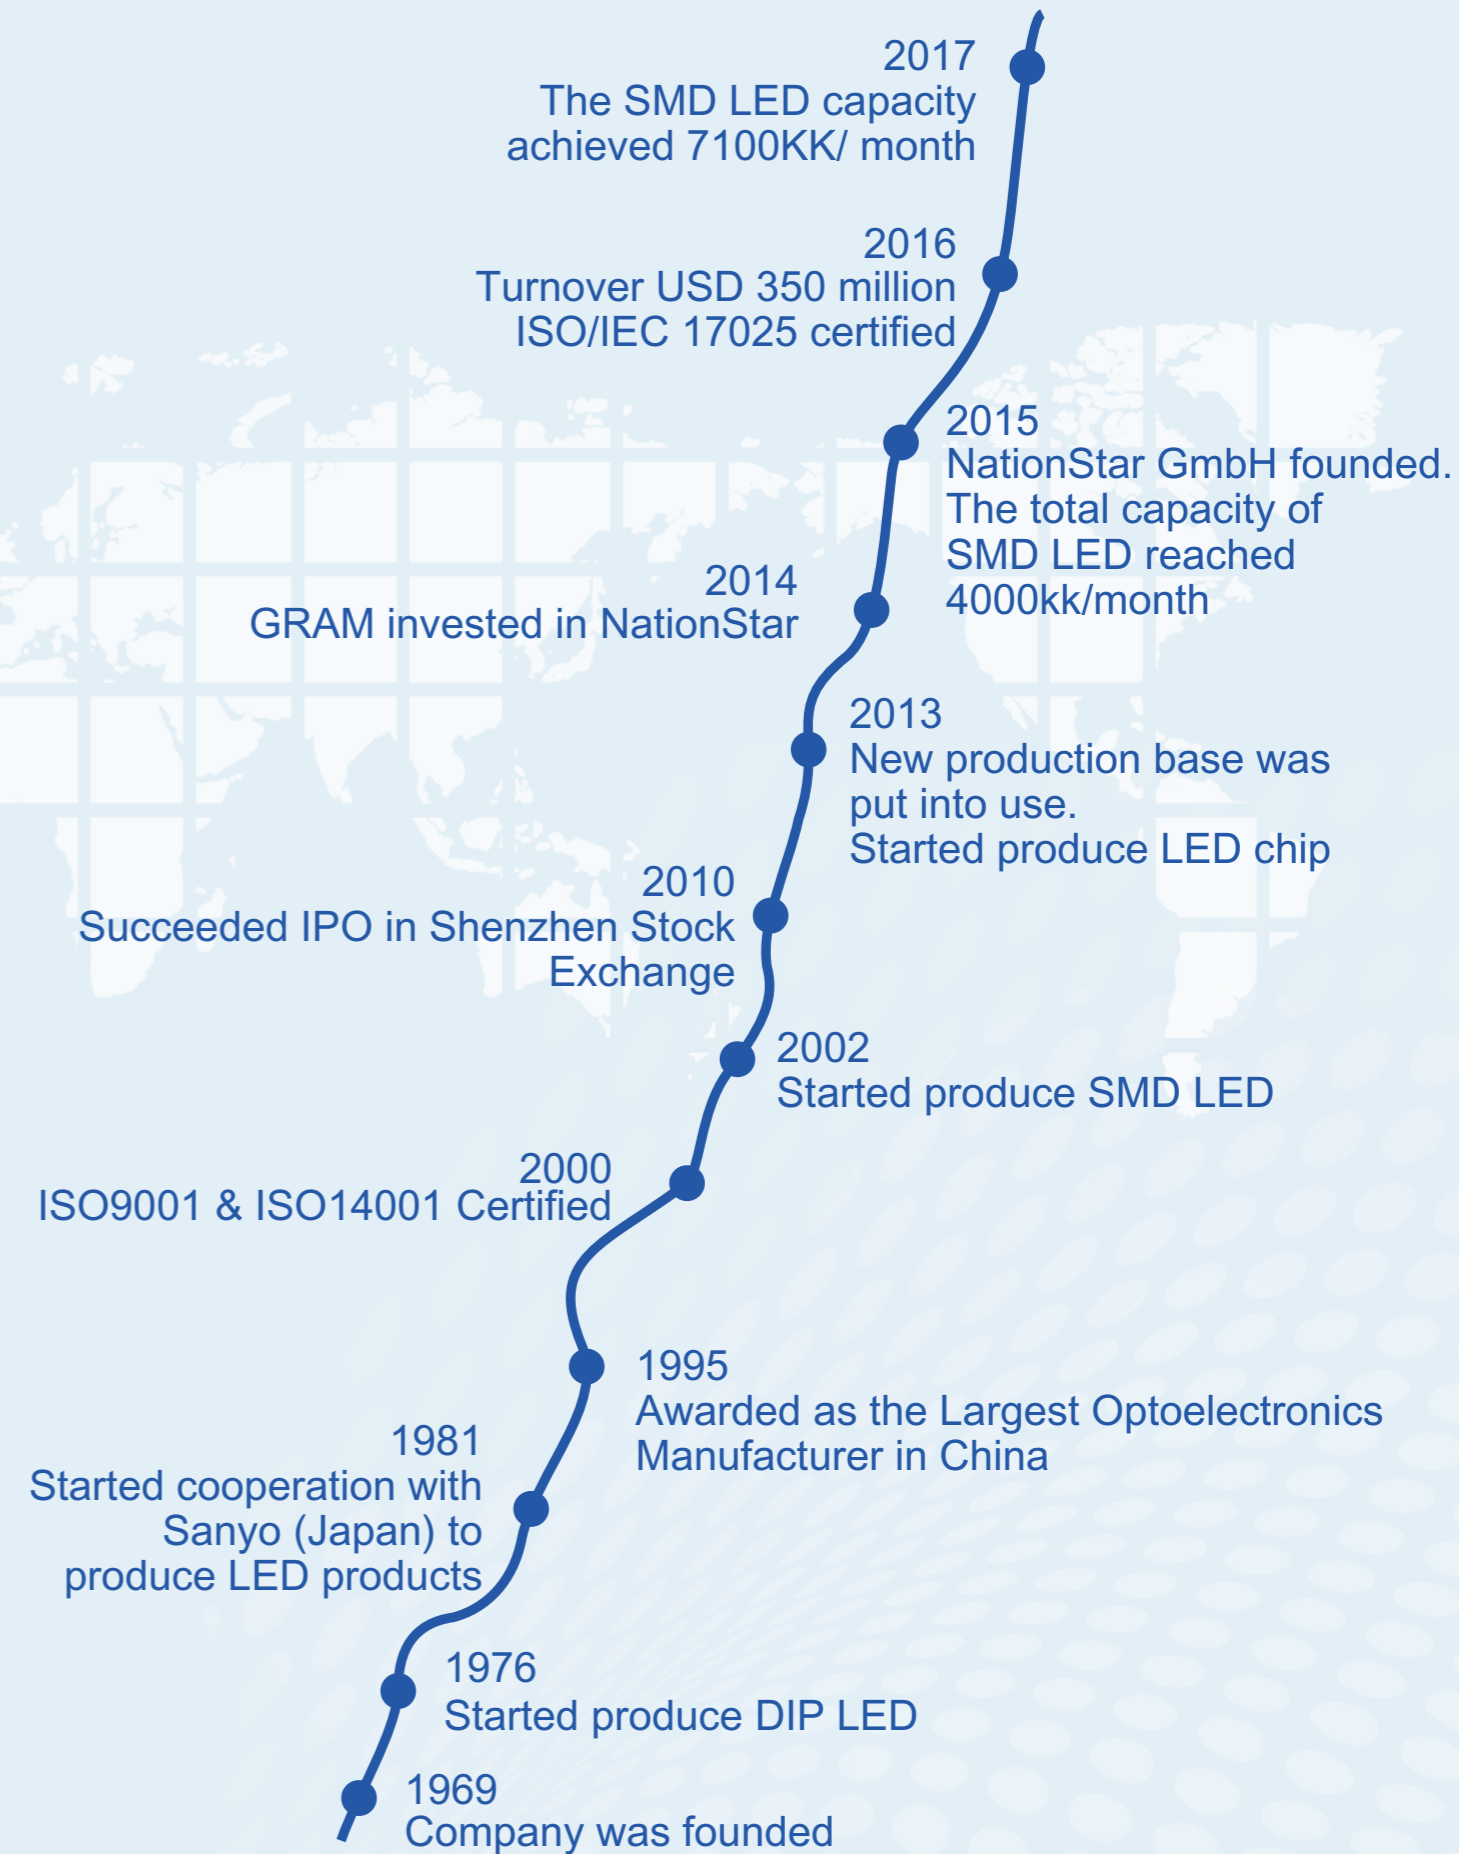 2017
The SMD LED capacity
achieved 7100KK/ month
2016
Turnover USD 350 million
ISO/IEC 17025 certified
2015
NationStar GmbH founded.
The total capacity of
SMD LED reached
4000kk/month
2014
GRAM invested in NationStar
2013
New production base was
put into use.
Started produce LED chip
2010
Succeeded IPO in Shenzhen Stock
Exchange
2002
Started produce SMD LED
2000
ISO9001 & ISO14001 Certified
1995
Awarded as the Largest Optoelectronics
Manufacturer in China
1981
Started cooperation with
Sanyo (Japan) to
produce LED products
1976
Started produce DIP LED
1969
Company was founded